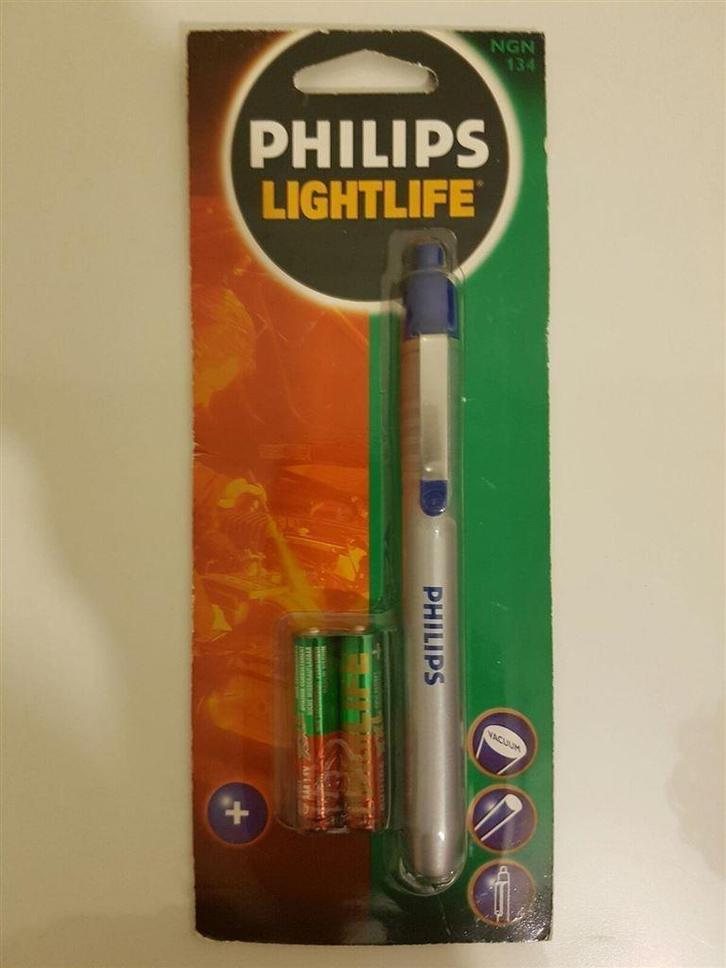 NGN
134
PHILIPS
LIGHTLIFE
PHILIPS
VACUUM
+